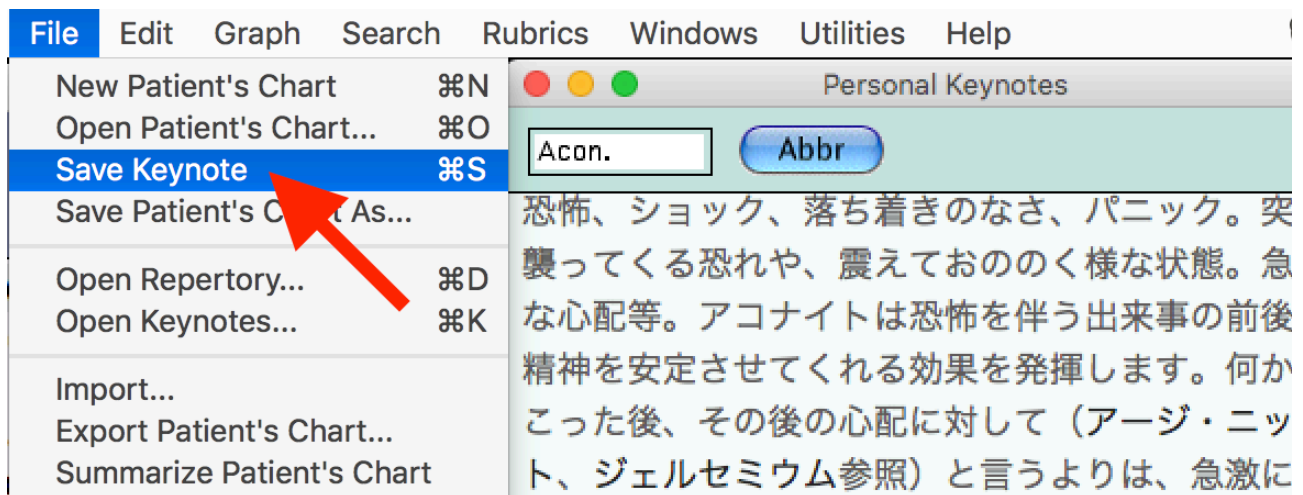 File Edit Graph Search Rubrics Windows Utilities Help
New Patient's Chart ⌘N
Open Patient's Chart... ⌘O
Save Keynote ⌘S
Save Patient's C t As...
Open Repertory... ⌘D
Open Keynotes... ⌘K
Import...
Export Patient's Chart...
Summarize Patient's Chart
Personal Keynotes
Acon. Abbr
恐怖、ショック、落ち着きのなさ、パニック。突
襲ってくる恐れや、震えておののく様な状態。急
な心配等。アコナイトは恐怖を伴う出来事の前後
精神を安定させてくれる効果を発揮します。何か
こった後、その後の心配に対して（アージ・ニッ
ト、ジェルセミウム参照）と言うよりは、急激に